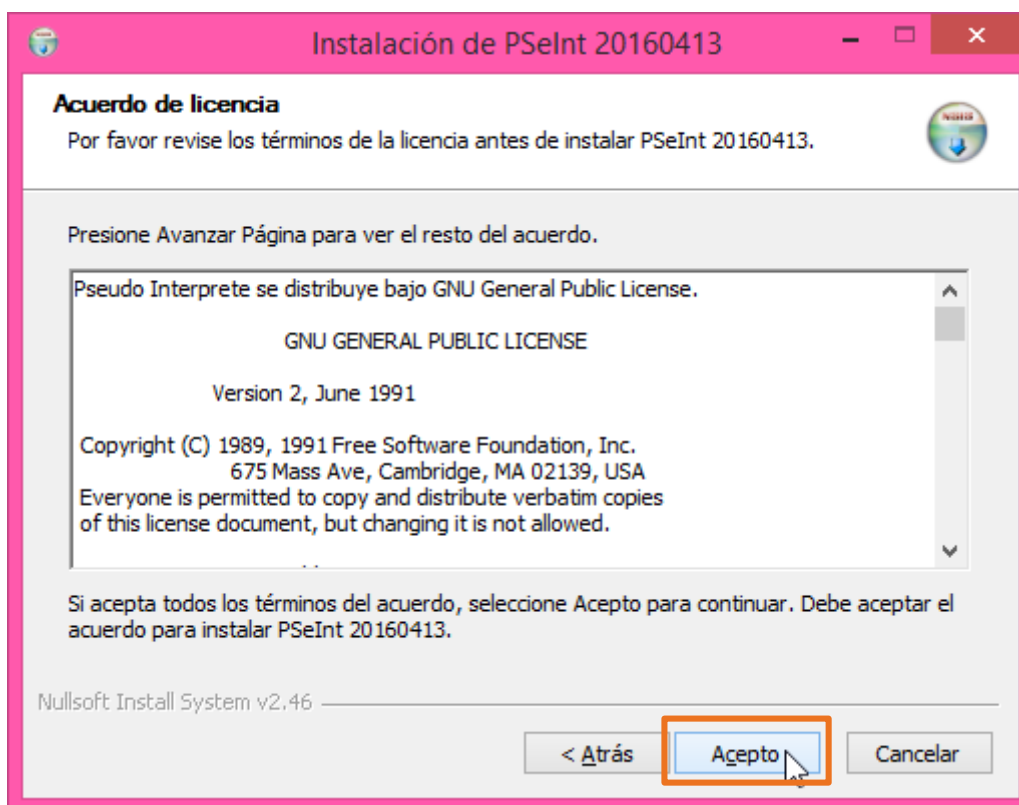 Instalación de PSeInt 20160413
Acuerdo de licencia
Por favor revise los términos de la licencia antes de instalar PSeInt 20160413.
Presione Avanzar Página para ver el resto del acuerdo.
Pseudo Interprete se distribuye bajo GNU General Public License.
GNU GENERAL PUBLIC LICENSE
Version 2, June 1991
Copyright (C) 1989, 1991 Free Software Foundation, Inc.
675 Mass Ave, Cambridge, MA 02139, USA
Everyone is permitted to copy and distribute verbatim copies
of this license document, but changing it is not allowed.
Si acepta todos los términos del acuerdo, seleccione Acepto para continuar. Debe aceptar el
acuerdo para instalar PSeInt 20160413.
Nullsoft Install System v2.46
< Atrás Acepto Cancelar